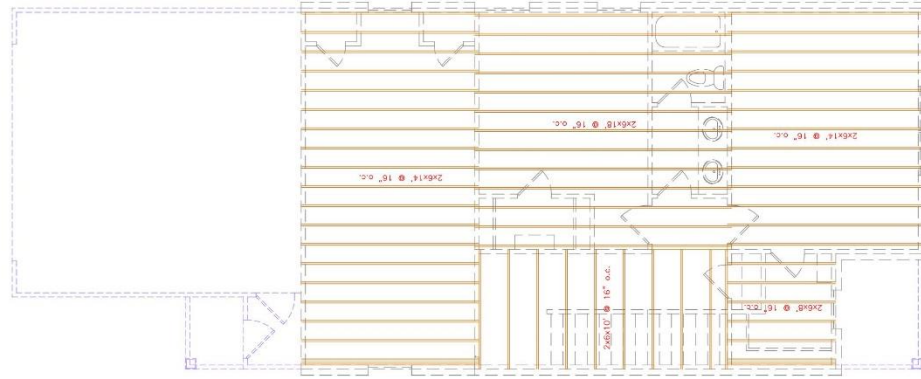 2x6x18' @ 16" o.c.
2x6x14' @ 16" o.c.
2x6x14' @ 16" o.c.
2x6x10' @ 16" o.c.
2x6x8' @ 16" o.c.